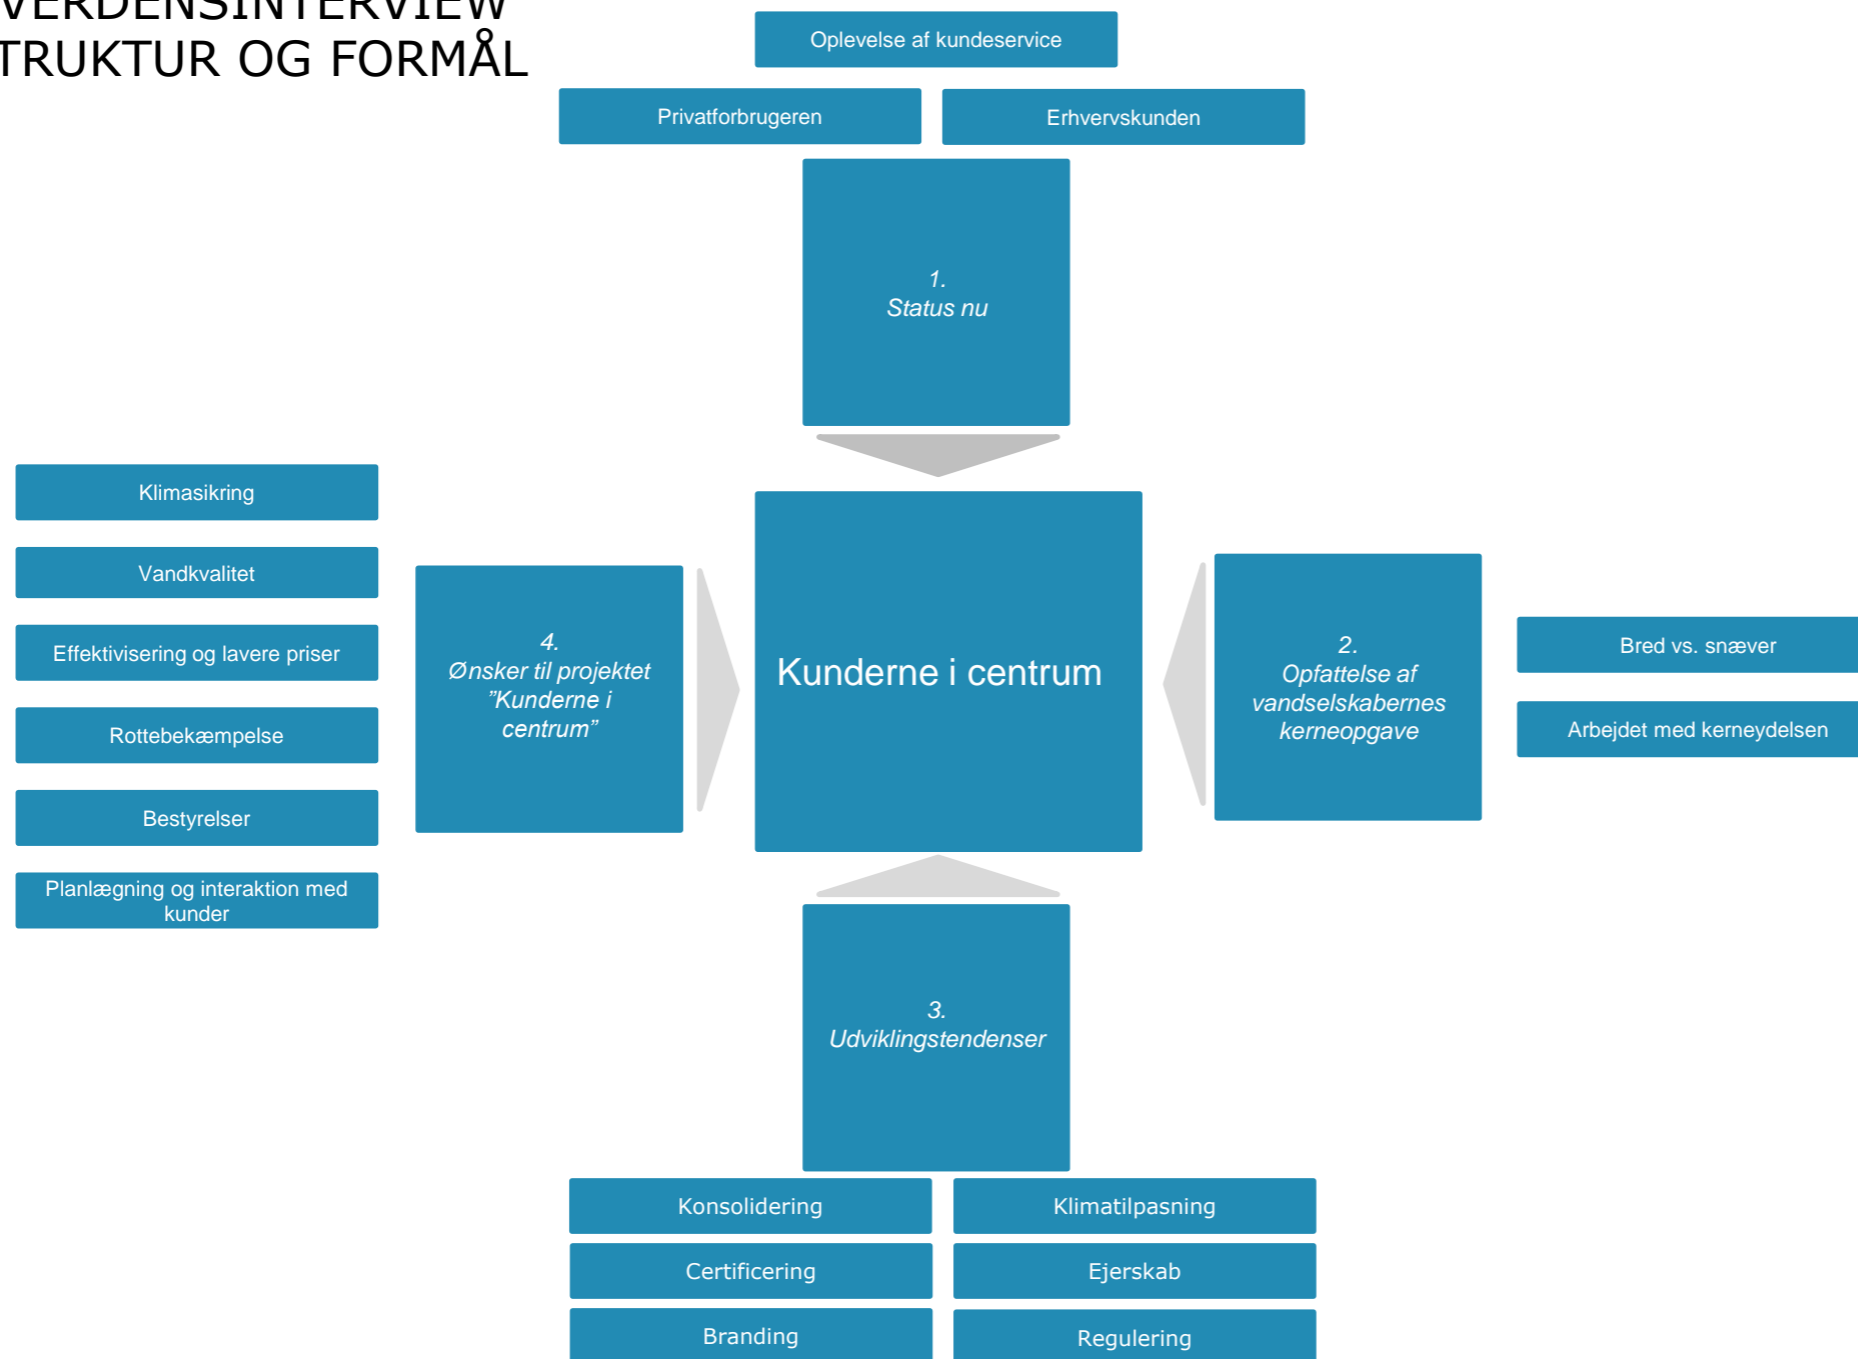 VERDENSINTERVIEW
TRUKTUR OG FORMÅL
Oplevelse af kundeservice
Privatforbrugeren
Erhvervskunden
1.
Status nu
Klimasikring
Vandkvalitet
Effektivisering og lavere priser
Rottebekæmpelse
Bestyrelser
Planlægning og interaktion med
kunder
4.
Ønsker til projektet
”Kunderne i
centrum”
Kunderne i centrum
2.
Opfattelse af
vandselskabernes
kerneopgave
Bred vs. snæver
Arbejdet med kerneydelsen
3.
Udviklingstendenser
Konsolidering
Klimatilpasning
Certificering
Ejerskab
Branding
Regulering